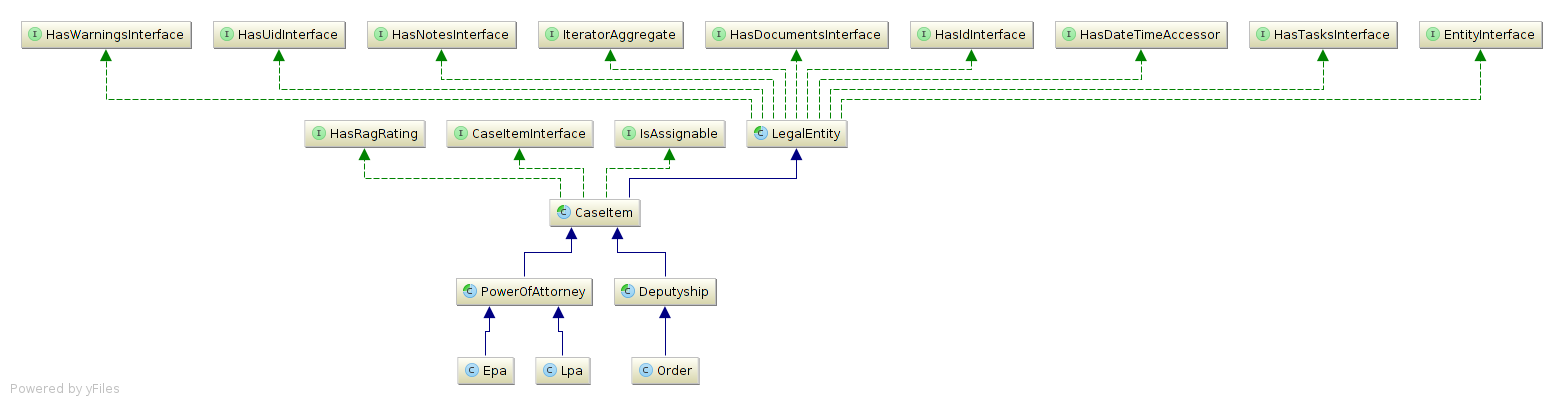 HasWarningsInterface
HasUidInterface
HasNotesInterface
IteratorAggregate
HasDocumentsInterface
HasIdInterface
HasDateTimeAccessor
HasTasksInterface
EntityInterface
HasRagRating
CaseItemInterface
IsAssignable
LegalEntity
CaseItem
PowerOfAttorney
Deputyship
Epa
Lpa
Order
Powered by yFiles